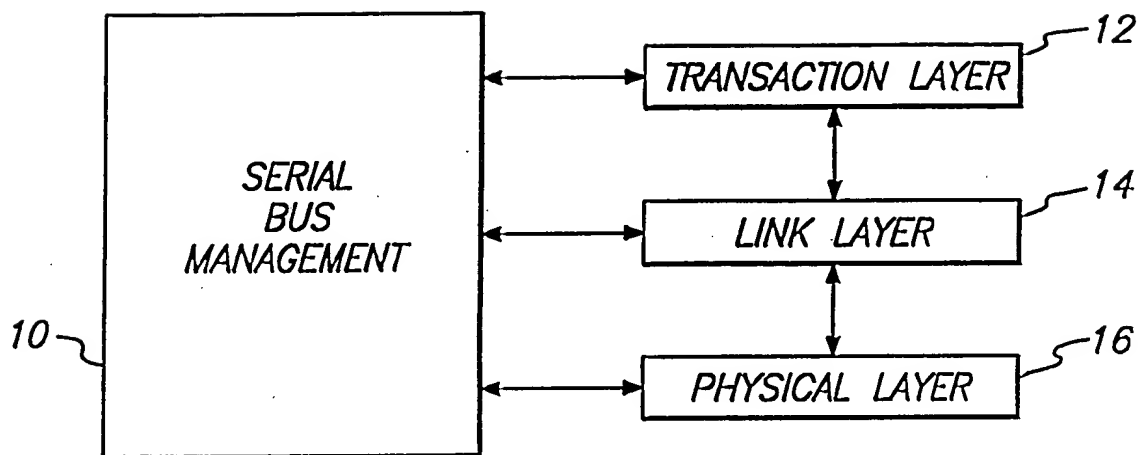 12
TRANSACTION LAYER
SERIAL
BUS
MANAGEMENT
14
LINK LAYER
10
16
PHYSICAL LAYER